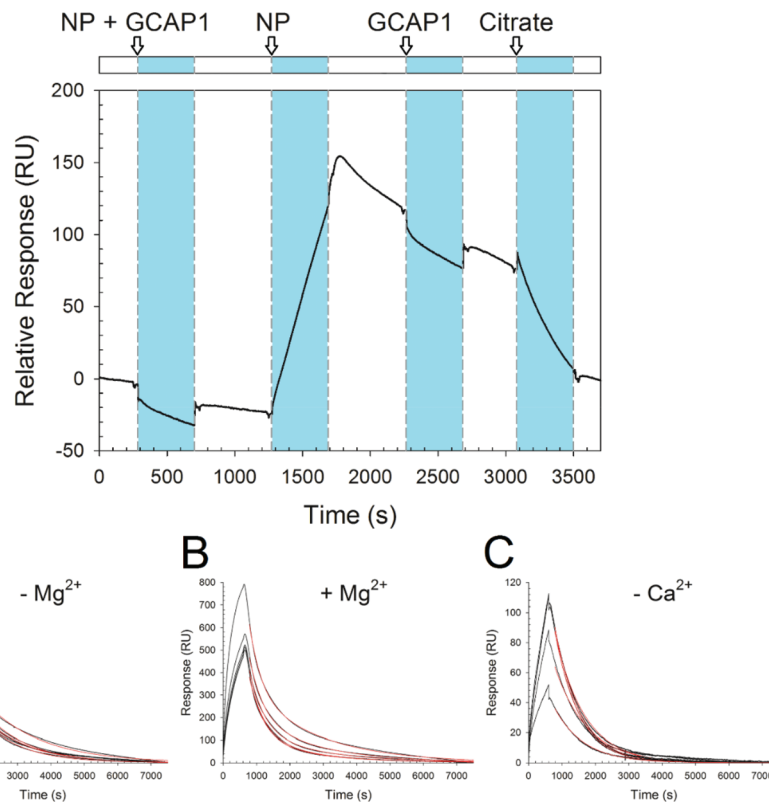 NP + GCAP1 NP GCAP1 Citrate
200
150
100
50
0
-50
Relative Response (RU)
0 500 1000 1500 2000 2500 3000 3500
Time (s)
- Mg²⁺
3000 4000 5000 6000 7000
Time (s)
B
+ Mg²⁺
800
700
600
500
400
300
200
100
0
Response (RU)
0 1000 2000 3000 4000 5000 6000 7000
Time (s)
C
- Ca²⁺
120
100
80
60
40
20
0
Response (RU)
0 1000 2000 3000 4000 5000 6000 7000
Time (s)